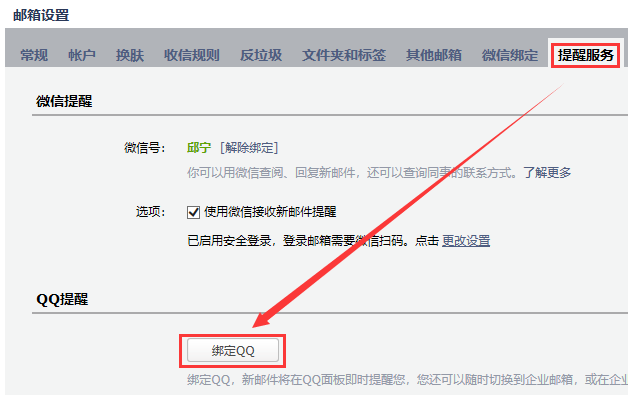 邮箱设置
常规 帐户 换肤 收信规则 反垃圾 文件夹和标签 其他邮箱 微信绑定 提醒服务
微信提醒
微信号： 邱宁 [解除绑定]
你可以用微信查阅、回复新邮件，还可以查询同事的联系方式。了解更多
选项： 使用微信接收新邮件提醒
已启用安全登录，登录邮箱需要微信扫码。点击 更改设置
QQ提醒
绑定QQ
绑定QQ，新邮件将在QQ面板即时提醒您，您还可以随时切换到企业邮箱，或在企业